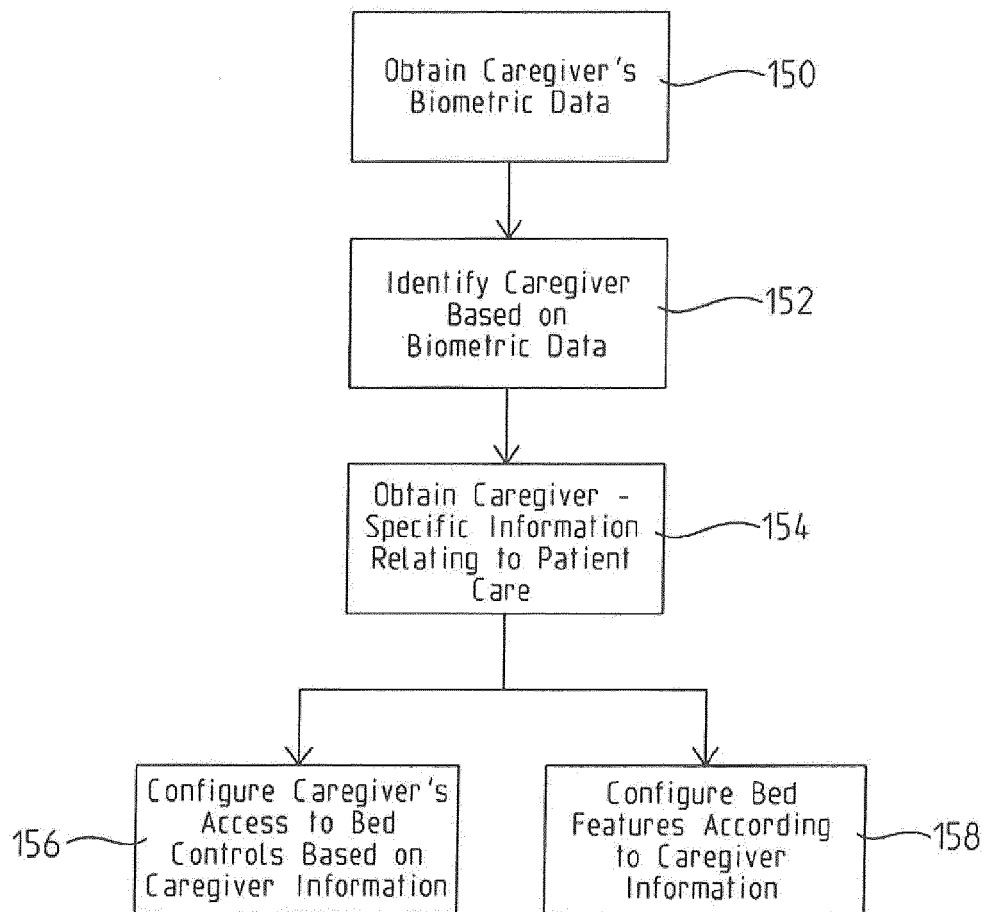 Obtain Caregiver's
Biometric Data
150
Identify Caregiver
Based on
Biometric Data
152
Obtain Caregiver -
Specific Information
Relating to Patient
Care
154
Configure Caregiver's
Access to Bed
Controls Based on
Caregiver Information
156
Configure Bed
Features According
to Caregiver
Information
158